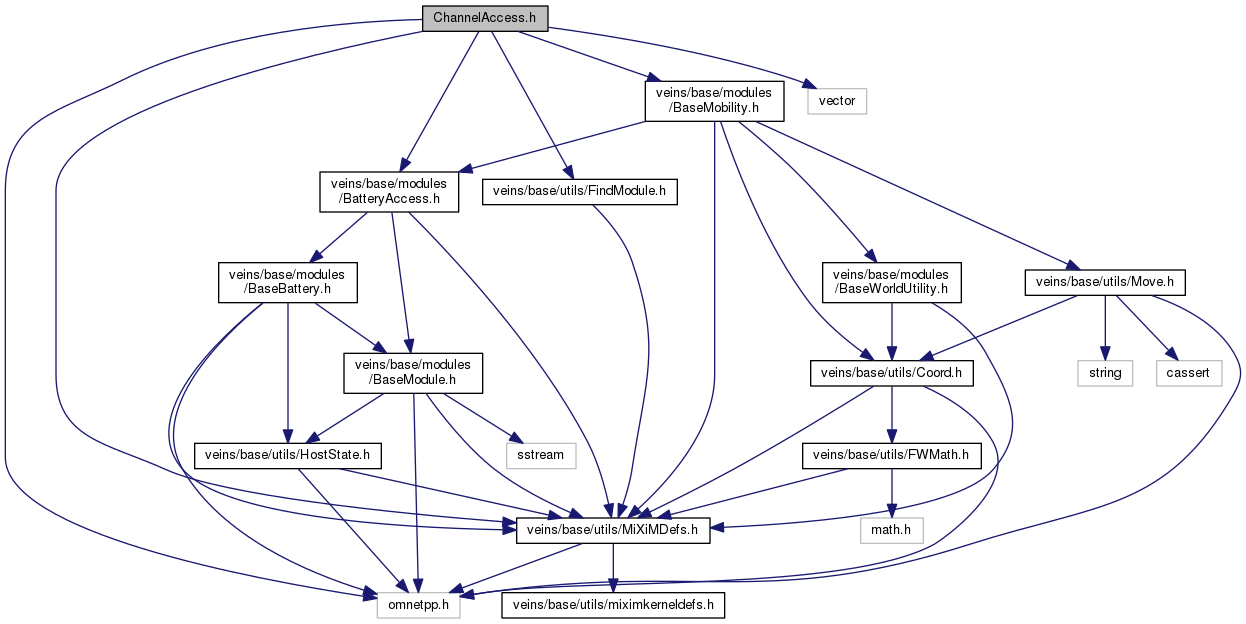 ChannelAccess.h
veins/base/modules
/BaseMobility.h
vector
veins/base/modules
/BatteryAccess.h
veins/base/utils/FindModule.h
veins/base/modules
/BaseBattery.h
veins/base/modules
/BaseWorldUtility.h
veins/base/utils/Move.h
veins/base/modules
/BaseModule.h
veins/base/utils/Coord.h
string
cassert
veins/base/utils/HostState.h
sstream
veins/base/utils/FWMath.h
veins/base/utils/MiXiMDefs.h
math.h
omnetpp.h
veins/base/utils/miximkerneldefs.h